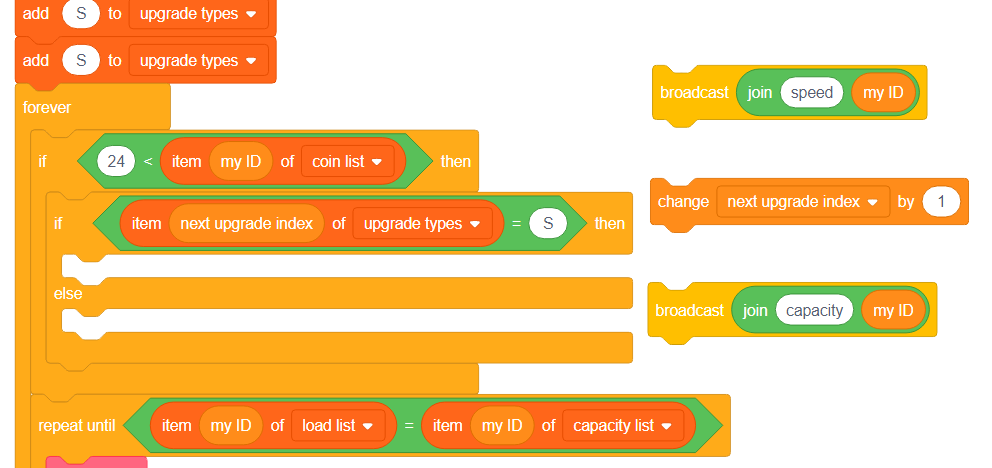 add S to upgrade types
add S to upgrade types
forever
broadcast join speed my ID
if 24 < item my ID of coin list then
change next upgrade index by 1
if item next upgrade index of upgrade types = S then
else
broadcast join capacity my ID
repeat until item my ID of load list = item my ID of capacity list